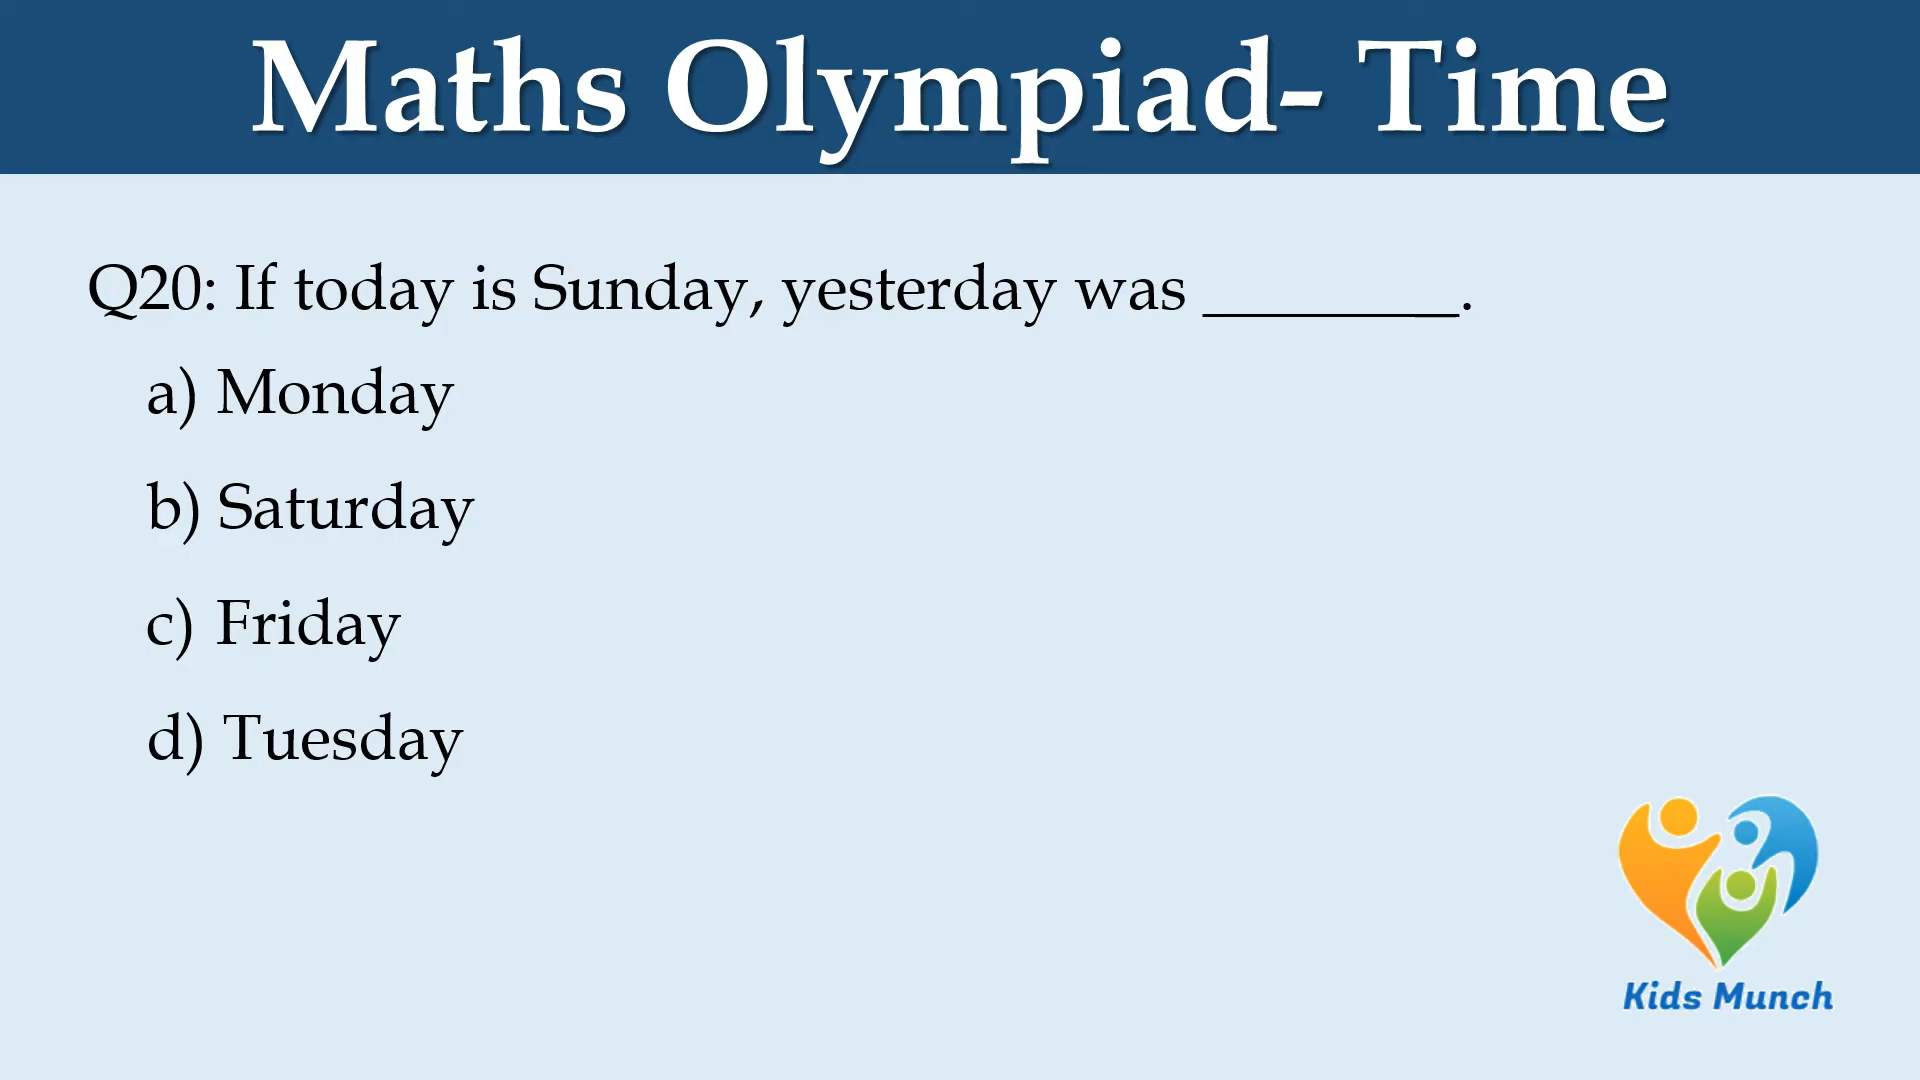 Maths Olympiad- Time
Q20: If today is Sunday, yesterday was ________.
a) Monday
b) Saturday
c) Friday
d) Tuesday
Kids Munch